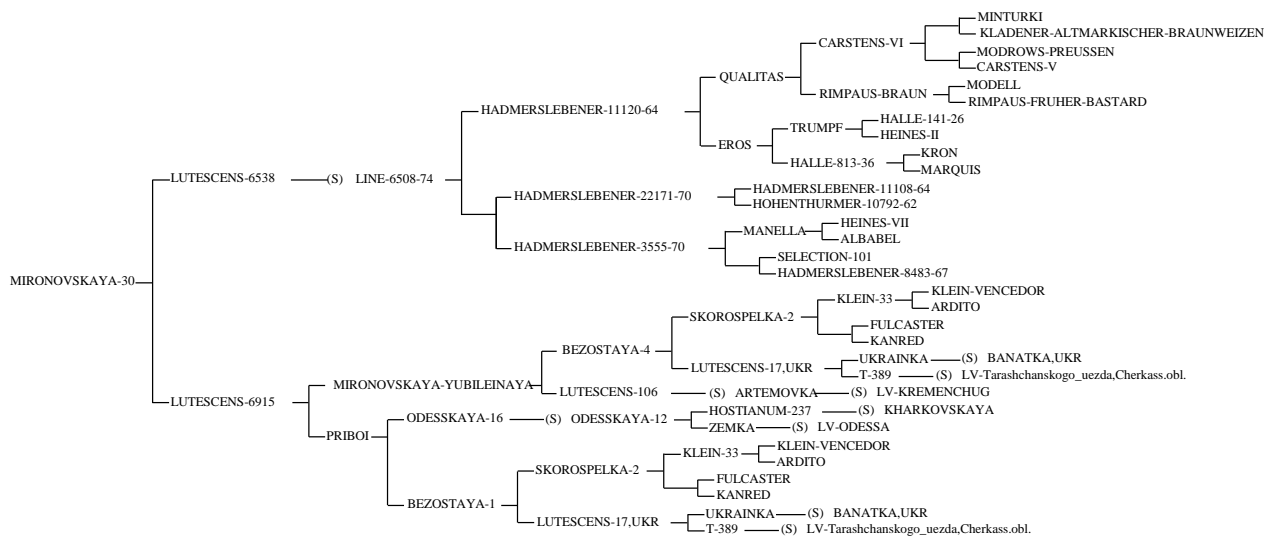 MINTURKI
KLADENER-ALTMARKISCHER-BRAUNWEIZEN
CARSTENS-VI
MODROWS-PREUSSEN
CARSTENS-V
QUALITAS
MODELL
RIMPAUS-BRAUN
RIMPAUS-FRUHER-BASTARD
HADMERSLEBENER-11120-64
HALLE-141-26
TRUMPF
HEINES-II
EROS
KRON
HALLE-813-36
MARQUIS
LUTESCENS-6538 (S) LINE-6508-74
HADMERSLEBENER-11108-64
HADMERSLEBENER-22171-70
HOHENTHURMER-10792-62
HEINES-VII
MANELLA
ALBABEL
HADMERSLEBENER-3555-70
SELECTION-101
HADMERSLEBENER-8483-67
MIRONOVSKAYA-30
KLEIN-VENCEDOR
KLEIN-33
ARDITO
SKOROSPELKA-2
FULCASTER
KANRED
BEZOSTAYA-4
UKRAINKA (S) BANATKA,UKR
LUTESCENS-17,UKR
T-389 (S) LV-Tarashchanskogo_uezda,Cherkass.obl.
MIRONOVSKAYA-YUBILEINAYA
LUTESCENS-106 (S) ARTEMOVKA (S) LV-KREMENCHUG
LUTESCENS-6915
HOSTIANUM-237 (S) KHARKOVSKAYA
ODESSKAYA-16 (S) ODESSKAYA-12
ZEMKA (S) LV-ODESSA
PRIBOI
KLEIN-VENCEDOR
KLEIN-33
ARDITO
SKOROSPELKA-2
FULCASTER
KANRED
BEZOSTAYA-1
UKRAINKA (S) BANATKA,UKR
LUTESCENS-17,UKR
T-389 (S) LV-Tarashchanskogo_uezda,Cherkass.obl.